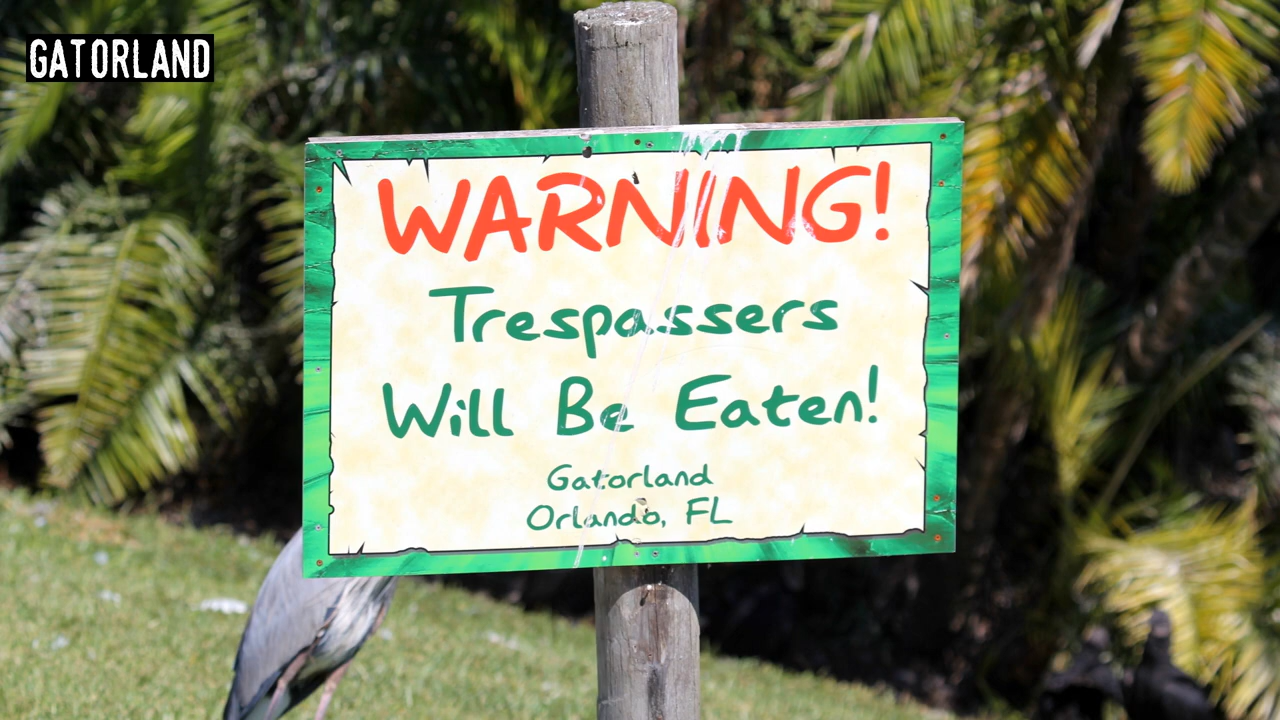 GATORLAND
WARNING!
Trespassers
Will Be Eaten!
Gatorland
Orlando, FL